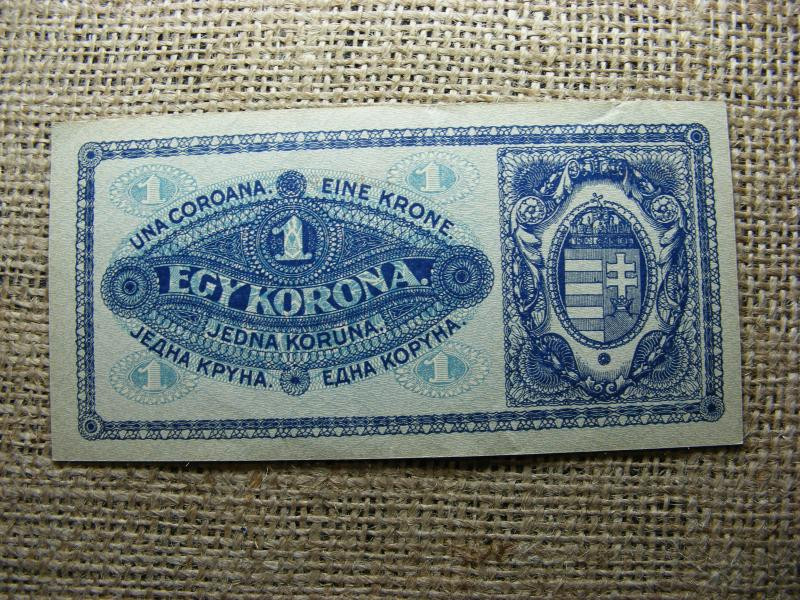 1 1
UNA COROANA. EINE KRONE.
1
EGY KORONA.
JEDNA KORUNA.
ЈЕДНА КРУНА. ЕДНА КОРУНА.
1 1